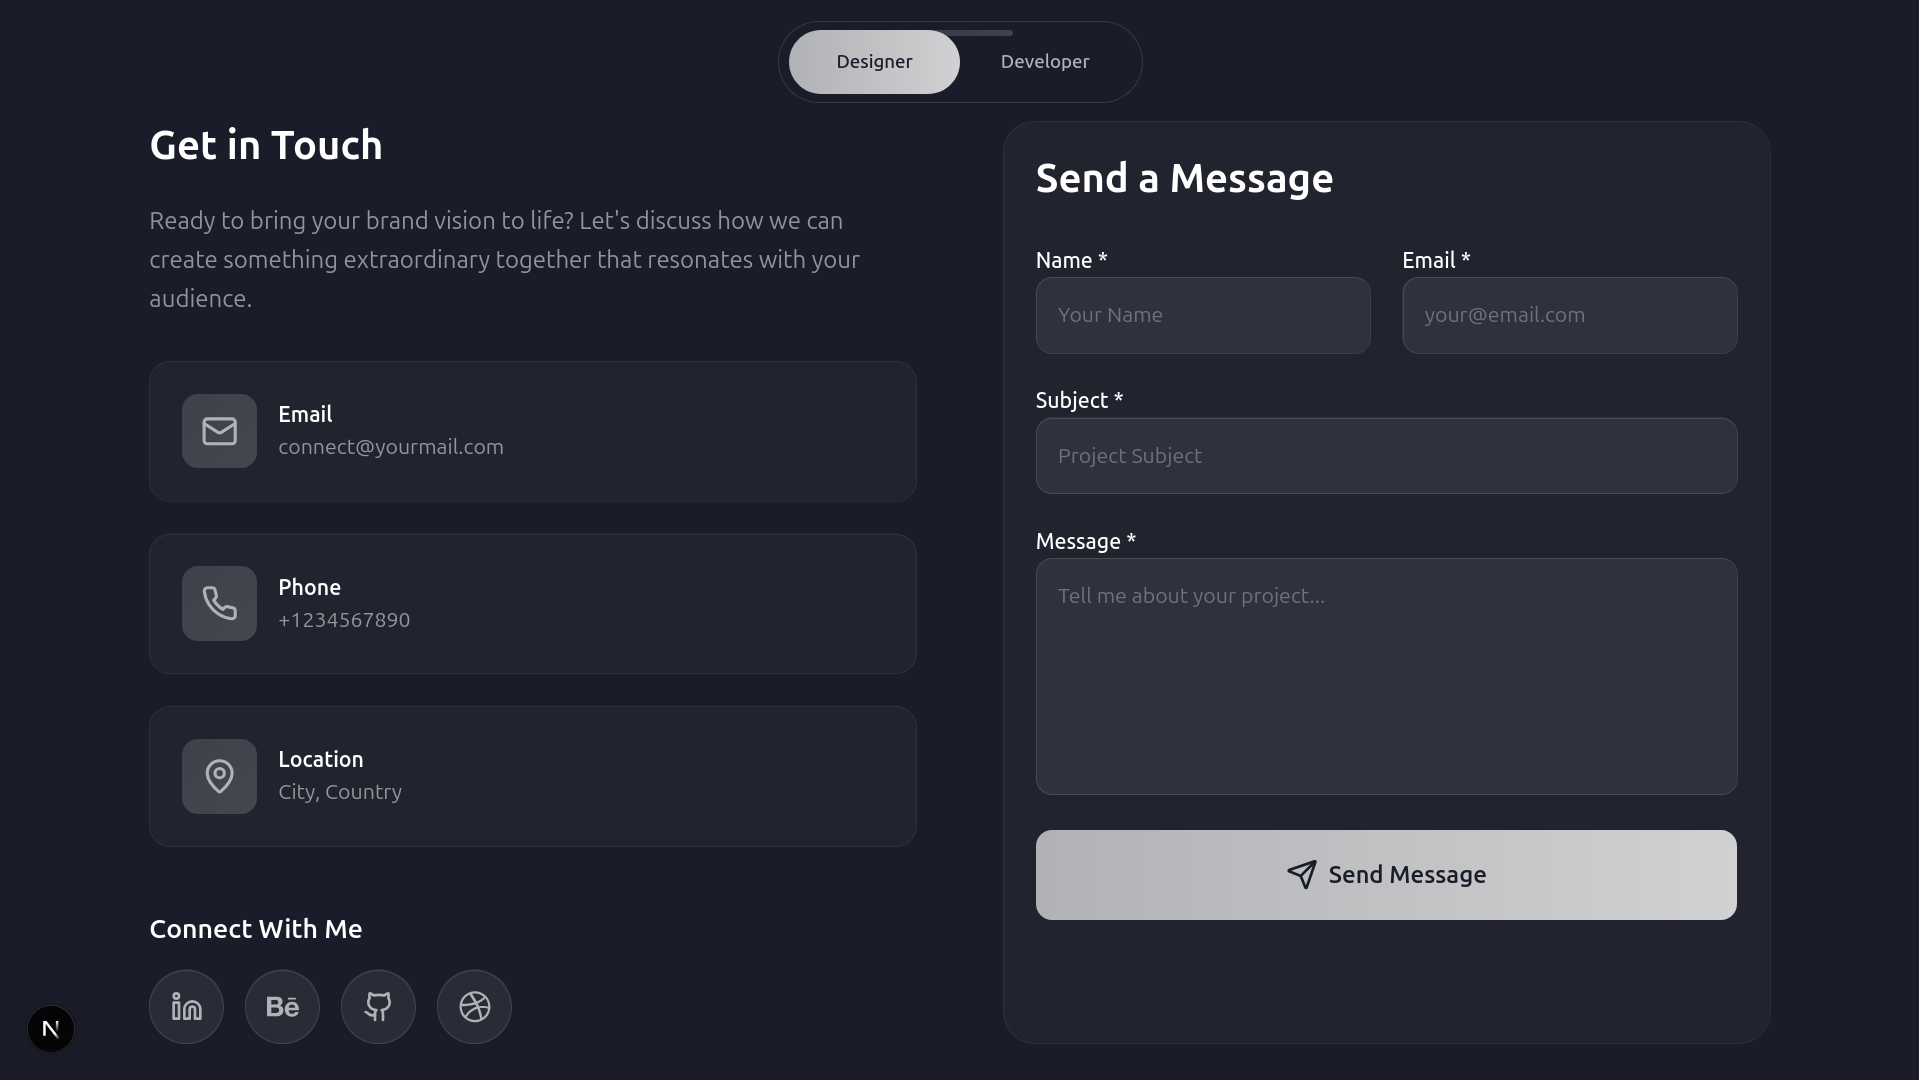 Designer
Developer
Get in Touch
Ready to bring your brand vision to life? Let's discuss how we can
create something extraordinary together that resonates with your
audience.
Email
connect@yourmail.com
Phone
+1234567890
Location
City, Country
Connect With Me
in
Bē
N
Send a Message
Name *
Your Name
Email *
your@email.com
Subject *
Project Subject
Message *
Tell me about your project...
Send Message